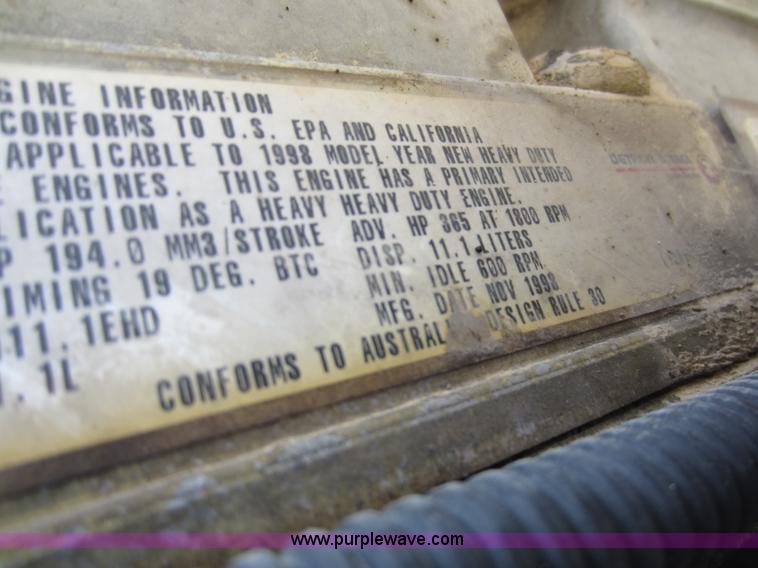 GINE INFORMATION
CONFORMS TO U.S. EPA AND CALIFORNIA
APPLICABLE TO 1998 MODEL YEAR NEW HEAVY DUTY
E ENGINES. THIS ENGINE HAS A PRIMARY INTENDED
LICATION AS A HEAVY HEAVY DUTY ENGINE.
P 194.0 MM3/STROKE ADV. HP 365 AT 1800 RPM
IMING 19 DEG. BTC DISP. 11.1 LITERS
11.1EHD MIN. IDLE 600 RPM
.1L MFG. DATE NOV 1998
CONFORMS TO AUSTRAL DESIGN RULE 30
www.purplewave.com